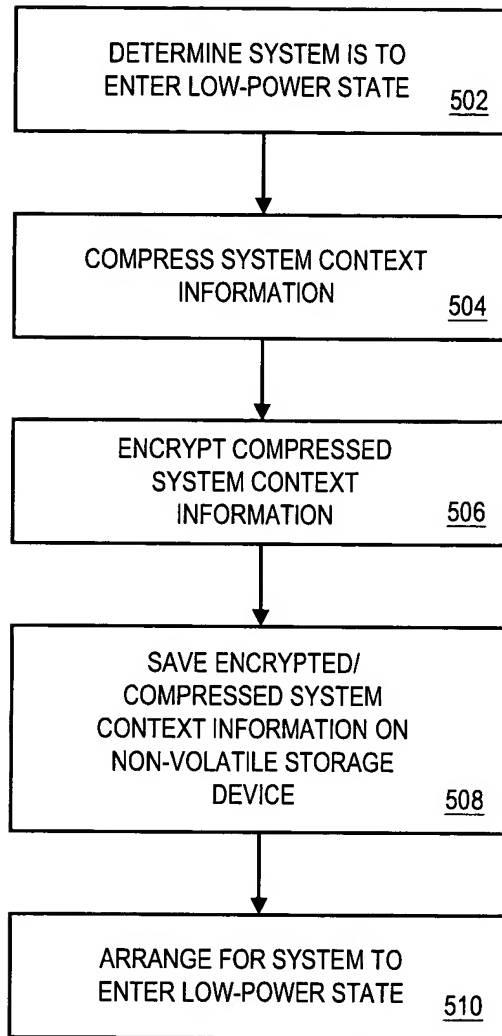 DETERMINE SYSTEM IS TO
ENTER LOW-POWER STATE
502
COMPRESS SYSTEM CONTEXT
INFORMATION
504
ENCRYPT COMPRESSED
SYSTEM CONTEXT
INFORMATION
506
SAVE ENCRYPTED/
COMPRESSED SYSTEM
CONTEXT INFORMATION ON
NON-VOLATILE STORAGE
DEVICE
508
ARRANGE FOR SYSTEM TO
ENTER LOW-POWER STATE
510